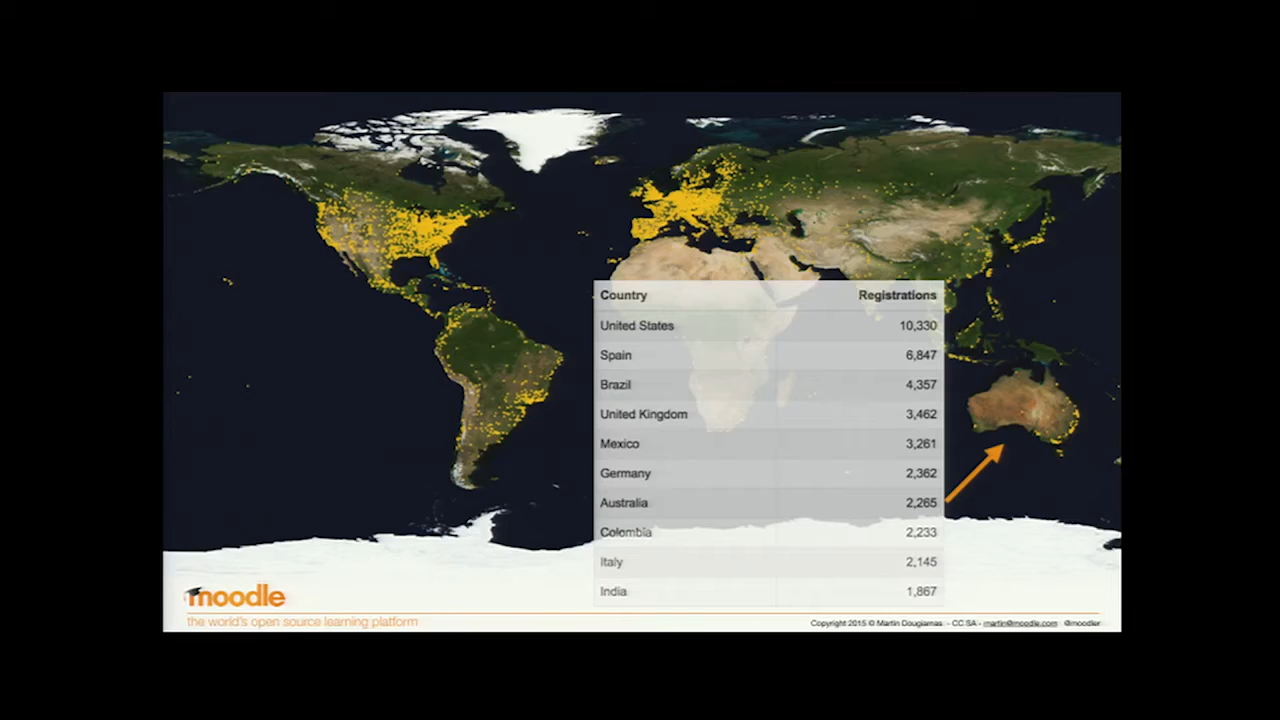 Country Registrations
United States 10,330
Spain 6,847
Brazil 4,357
United Kingdom 3,462
Mexico 3,261
Germany 2,362
Australia 2,265
Colombia 2,233
Italy 2,145
India 1,867
moodle
the world's open source learning platform
Copyright 2015 © Martin Dougiamas - CC SA - martin@moodle.com @moodler